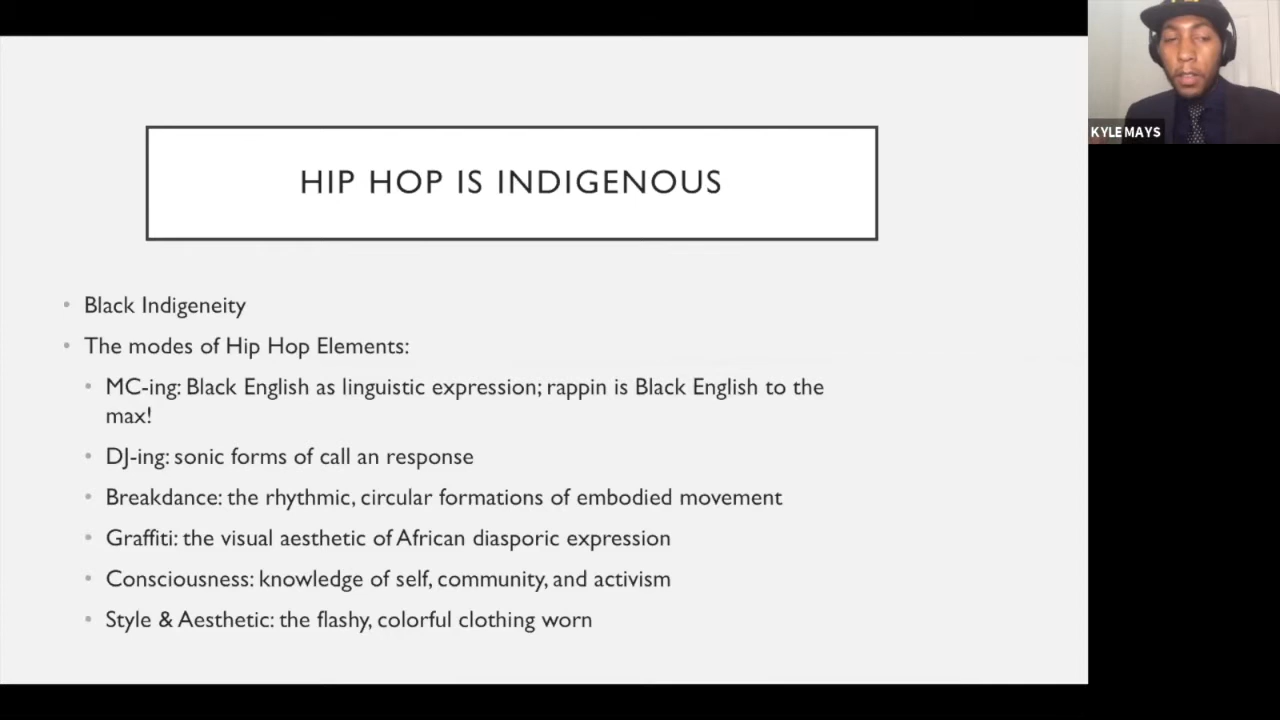 HIP HOP IS INDIGENOUS
KYLE MAYS
• Black Indigeneity
• The modes of Hip Hop Elements:
• MC-ing: Black English as linguistic expression; rappin is Black English to the
max!
• DJ-ing: sonic forms of call an response
• Breakdance: the rhythmic, circular formations of embodied movement
• Graffiti: the visual aesthetic of African diasporic expression
• Consciousness: knowledge of self, community, and activism
• Style & Aesthetic: the flashy, colorful clothing worn